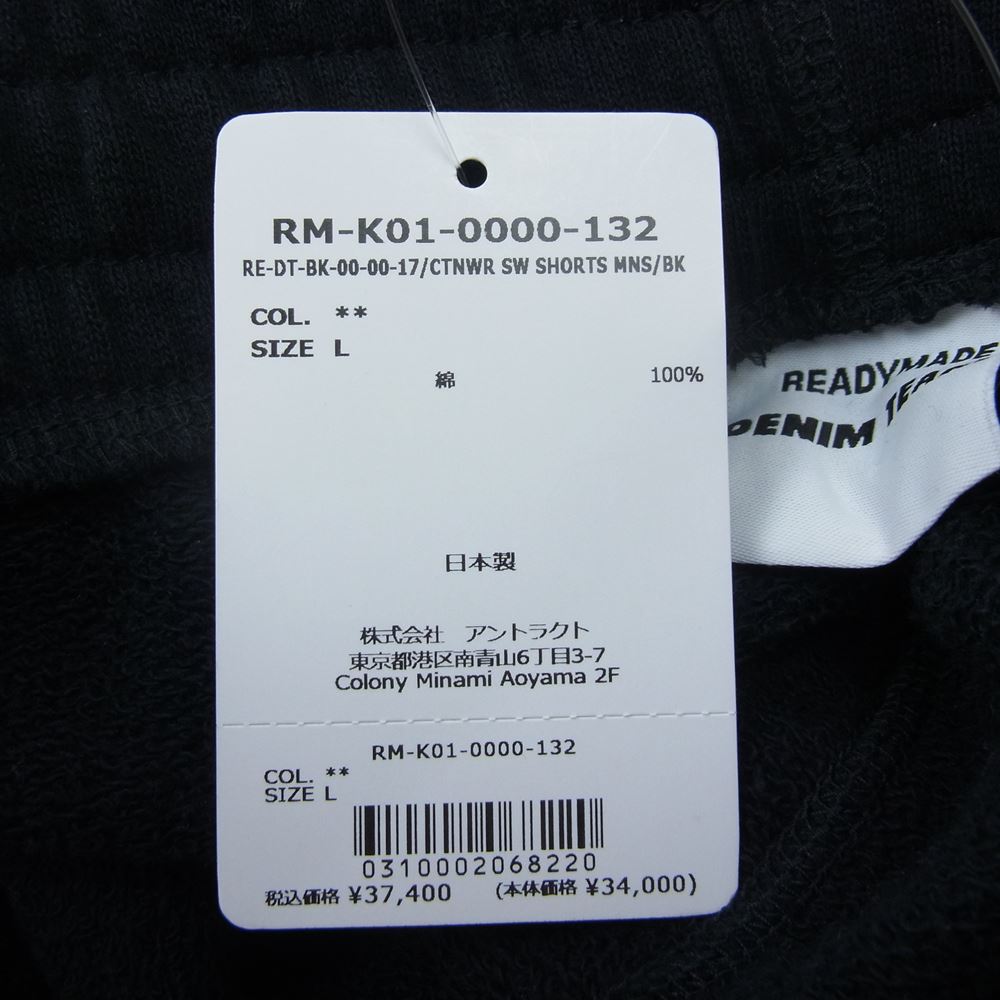 RM-K01-0000-132
RE-DT-BK-00-00-17/CTNWR SW SHORTS MNS/BK
COL. **
SIZE L
綿 100%
日本製
株式会社 アントラクト
東京都港区南青山6丁目3-7
Colony Minami Aoyama 2F
RM-K01-0000-132
COL. **
SIZE L
0310002068220
税込価格 ¥37,400 (本体価格 ¥34,000)
READYMADE
DENIM